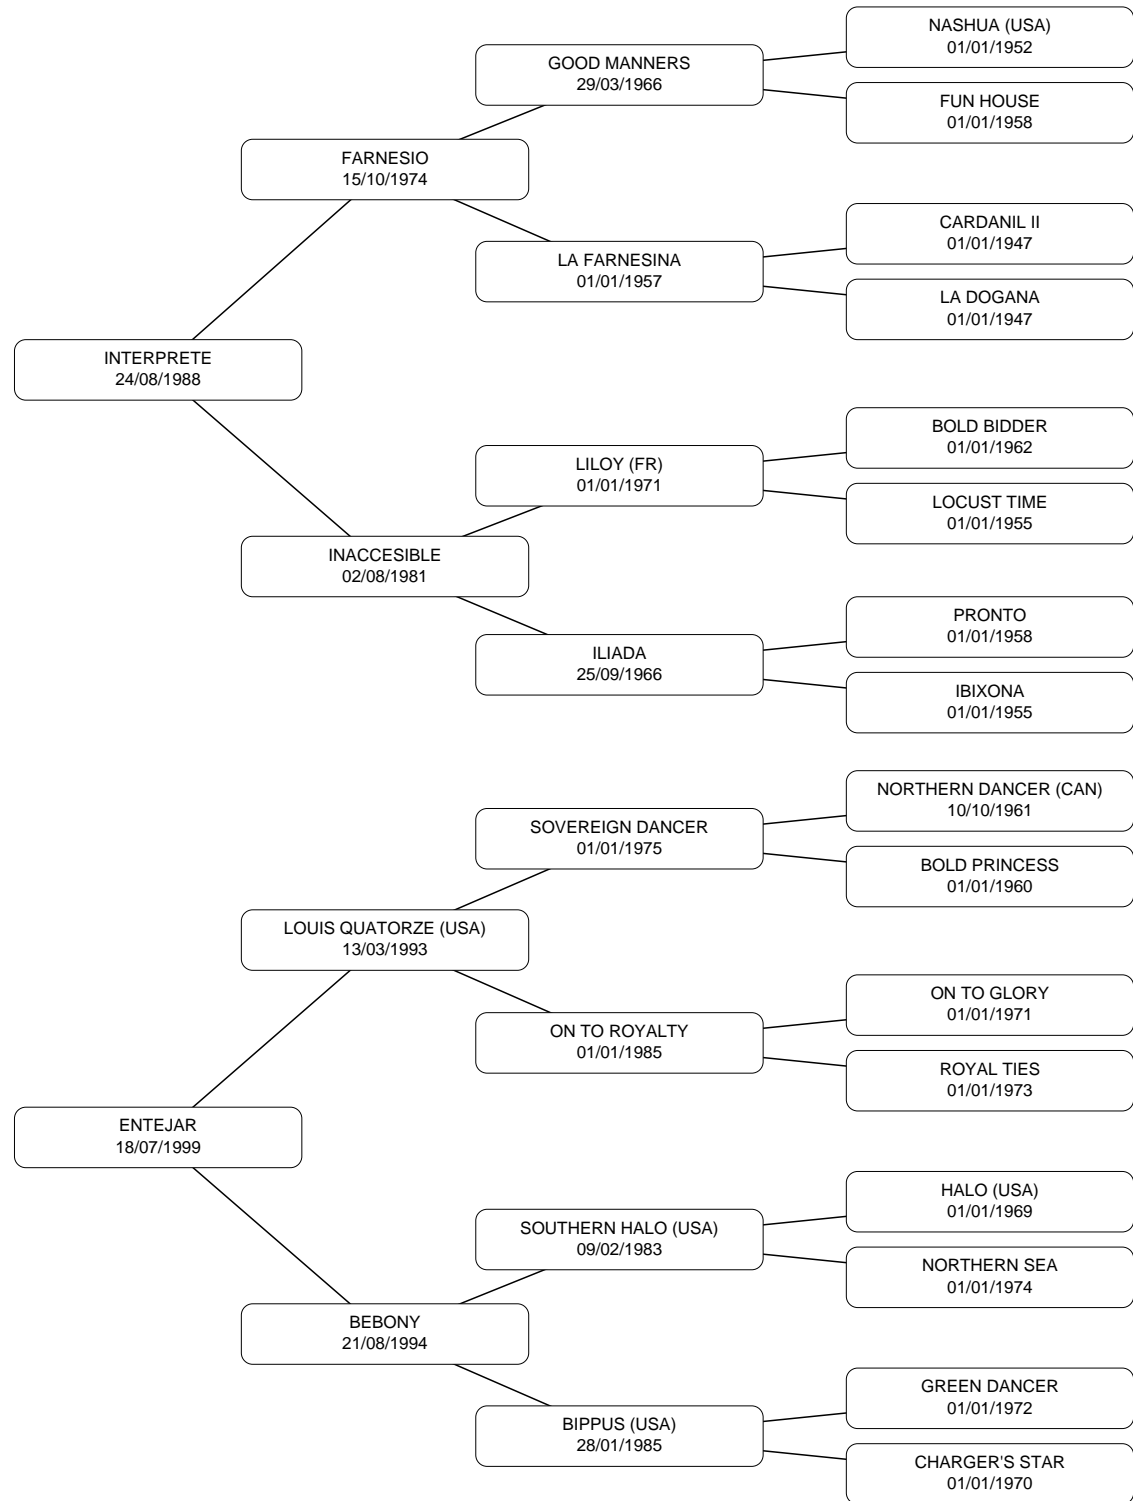 NASHUA (USA)
01/01/1952
GOOD MANNERS
29/03/1966
FUN HOUSE
01/01/1958
FARNESIO
15/10/1974
CARDANIL II
01/01/1947
LA FARNESINA
01/01/1957
LA DOGANA
01/01/1947
INTERPRETE
24/08/1988
BOLD BIDDER
01/01/1962
LILOY (FR)
01/01/1971
LOCUST TIME
01/01/1955
INACCESIBLE
02/08/1981
PRONTO
01/01/1958
ILIADA
25/09/1966
IBIXONA
01/01/1955
NORTHERN DANCER (CAN)
10/10/1961
SOVEREIGN DANCER
01/01/1975
BOLD PRINCESS
01/01/1960
LOUIS QUATORZE (USA)
13/03/1993
ON TO GLORY
01/01/1971
ON TO ROYALTY
01/01/1985
ROYAL TIES
01/01/1973
ENTEJAR
18/07/1999
HALO (USA)
01/01/1969
SOUTHERN HALO (USA)
09/02/1983
NORTHERN SEA
01/01/1974
BEBONY
21/08/1994
GREEN DANCER
01/01/1972
BIPPUS (USA)
28/01/1985
CHARGER'S STAR
01/01/1970